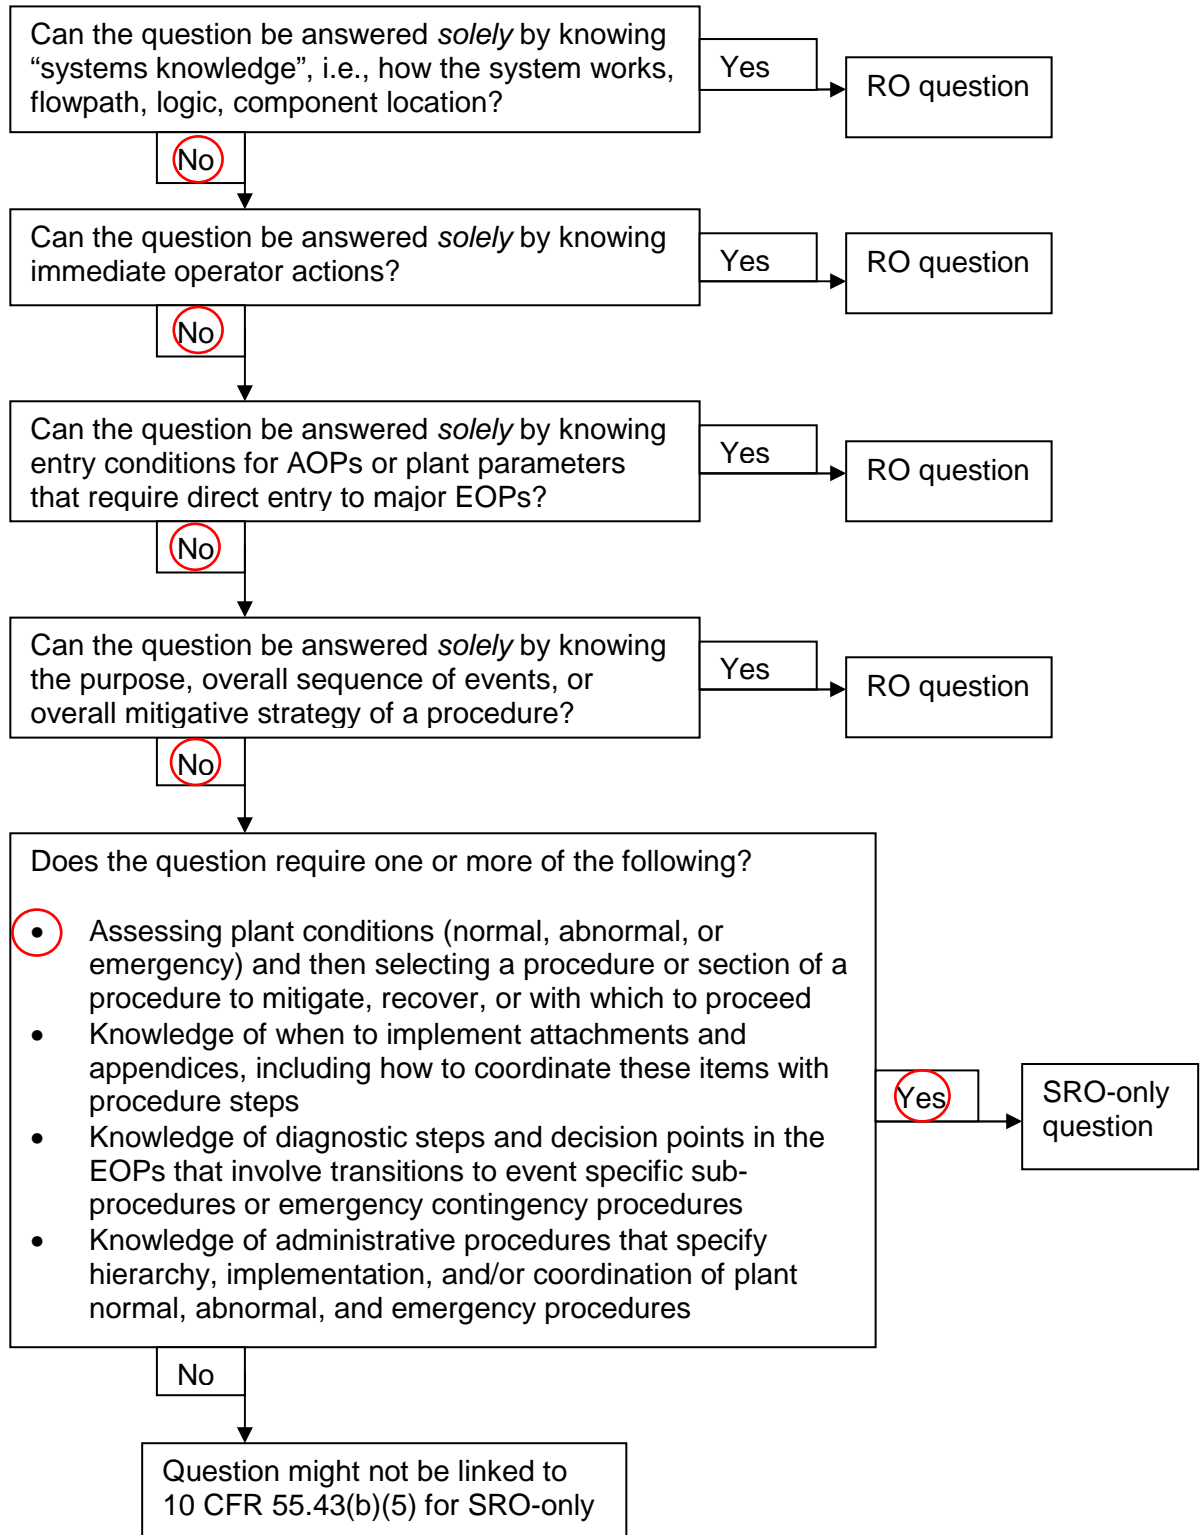 Can the question be answered solely by knowing
“systems knowledge”, i.e., how the system works,
flowpath, logic, component location?
Yes
RO question
No
Can the question be answered solely by knowing
immediate operator actions?
Yes
RO question
No
Can the question be answered solely by knowing
entry conditions for AOPs or plant parameters
that require direct entry to major EOPs?
Yes
RO question
No
Can the question be answered solely by knowing
the purpose, overall sequence of events, or
overall mitigative strategy of a procedure?
Yes
RO question
No
Does the question require one or more of the following?
• Assessing plant conditions (normal, abnormal, or
emergency) and then selecting a procedure or section of a
procedure to mitigate, recover, or with which to proceed
• Knowledge of when to implement attachments and
appendices, including how to coordinate these items with
procedure steps
• Knowledge of diagnostic steps and decision points in the
EOPs that involve transitions to event specific sub-
procedures or emergency contingency procedures
• Knowledge of administrative procedures that specify
hierarchy, implementation, and/or coordination of plant
normal, abnormal, and emergency procedures
Yes
SRO-only
question
No
Question might not be linked to
10 CFR 55.43(b)(5) for SRO-only